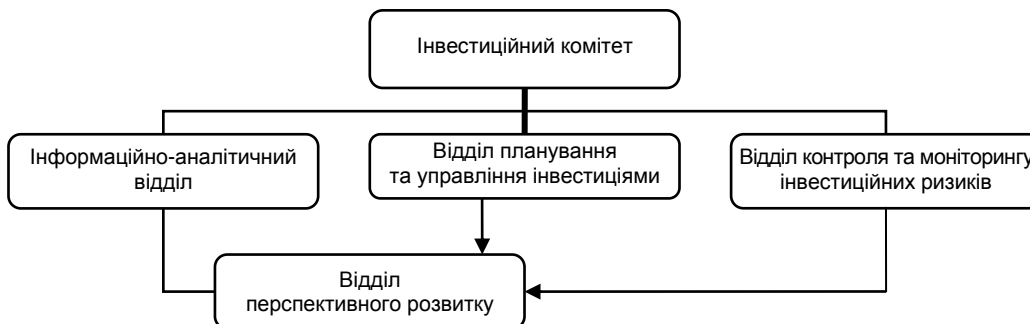 Інвестиційний комітет
Інформаційно-аналітичний
відділ
Відділ планування
та управління інвестиціями
Відділ контроля та моніторингу
інвестиційних ризиків
Відділ
перспективного розвитку